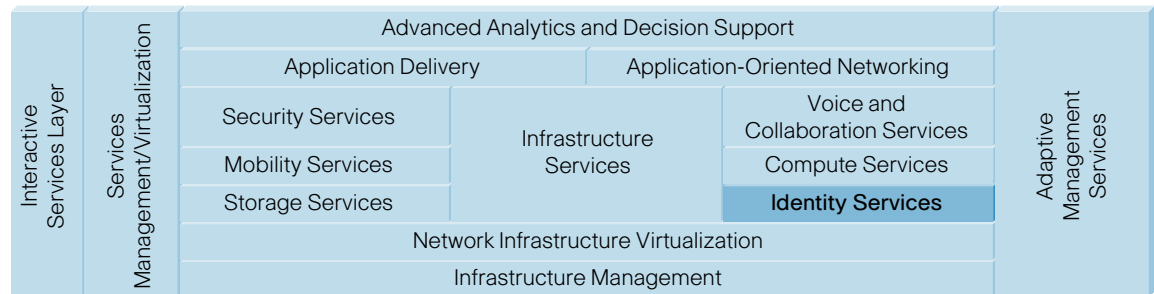 Interactive
Services Layer
Services
Management/Virtualization
Advanced Analytics and Decision Support
Application Delivery
Application-Oriented Networking
Security Services
Mobility Services
Storage Services
Infrastructure
Services
Voice and
Collaboration Services
Compute Services
Identity Services
Network Infrastructure Virtualization
Infrastructure Management
Adaptive
Management
Services